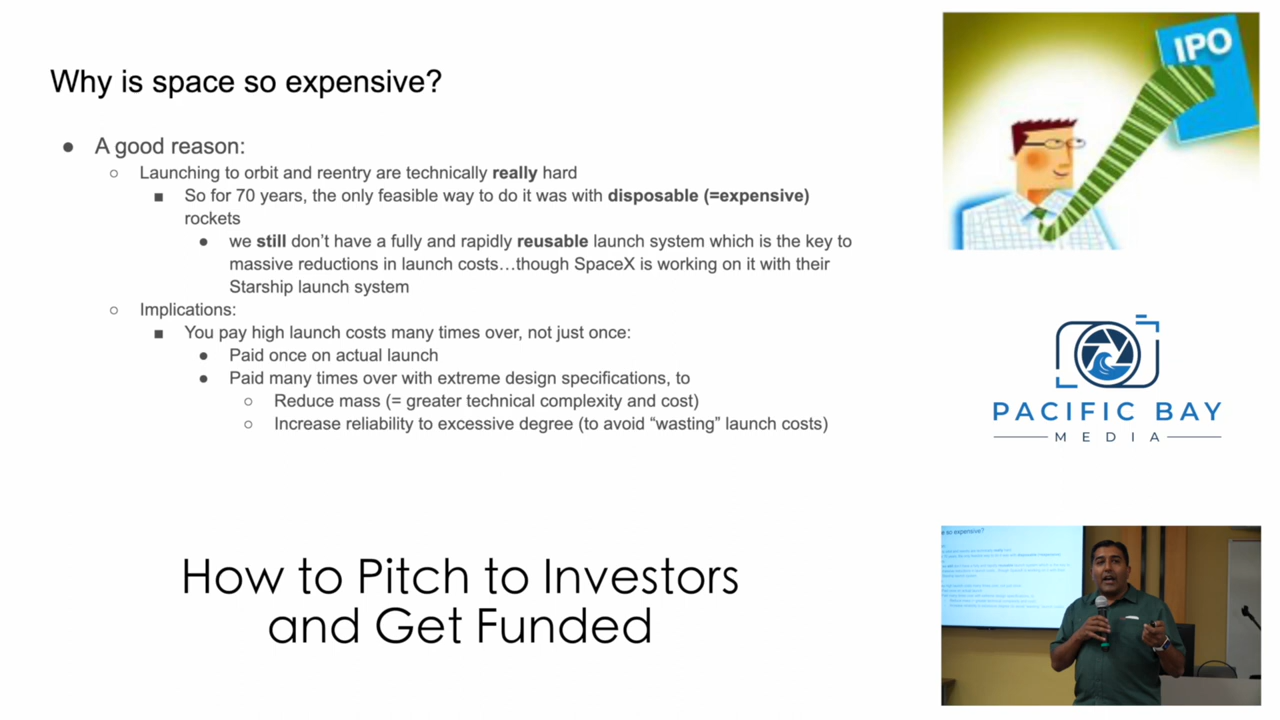 Why is space so expensive?
● A good reason:
○ Launching to orbit and reentry are technically really hard
■ So for 70 years, the only feasible way to do it was with disposable (=expensive)
rockets
● we still don’t have a fully and rapidly reusable launch system which is the key to
massive reductions in launch costs…though SpaceX is working on it with their
Starship launch system
○ Implications:
■ You pay high launch costs many times over, not just once:
● Paid once on actual launch
● Paid many times over with extreme design specifications, to
○ Reduce mass (= greater technical complexity and cost)
○ Increase reliability to excessive degree (to avoid “wasting” launch costs)
IPO
PACIFIC BAY
MEDIA
How to Pitch to Investors
and Get Funded
e so expensive?